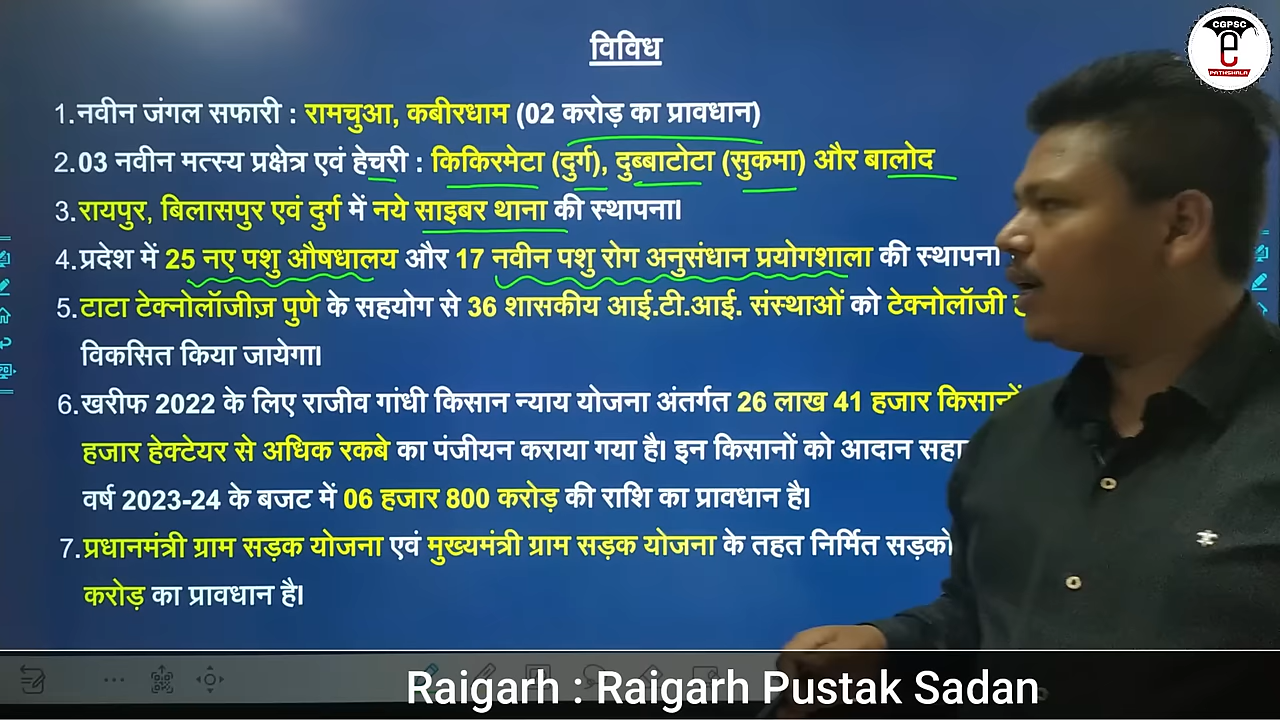 विविध
CGPSC
e
PATHSHALA
1.नवीन जंगल सफारी : रामचुआ, कबीरधाम (02 करोड़ का प्रावधान)
2.03 नवीन मत्स्य प्रक्षेत्र एवं हेचरी : किकिरमेटा (दुर्ग), दुब्बाटोटा (सुकमा) और बालोद
3.रायपुर, बिलासपुर एवं दुर्ग में नये साइबर थाना की स्थापना।
4.प्रदेश में 25 नए पशु औषधालय और 17 नवीन पशु रोग अनुसंधान प्रयोगशाला की स्थापना
5.टाटा टेक्नोलॉजीज़ पुणे के सहयोग से 36 शासकीय आई.टी.आई. संस्थाओं को टेक्नोलॉजी
विकसित किया जायेगा।
6.खरीफ 2022 के लिए राजीव गांधी किसान न्याय योजना अंतर्गत 26 लाख 41 हजार किसानों
हजार हेक्टेयर से अधिक रकबे का पंजीयन कराया गया है। इन किसानों को आदान
वर्ष 2023-24 के बजट में 06 हजार 800 करोड़ की राशि का प्रावधान है।
7.प्रधानमंत्री ग्राम सड़क योजना एवं मुख्यमंत्री ग्राम सड़क योजना के तहत निर्मित
करोड़ का प्रावधान है।
Raigarh : Raigarh Pustak Sadan